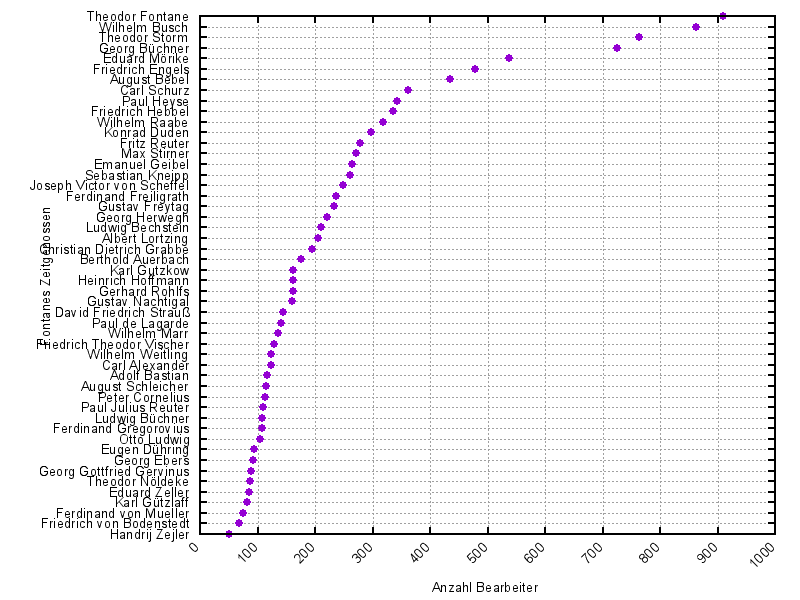 Theodor Fontane
Wilhelm Busch
Theodor Storm
Georg Büchner
Eduard Mörike
Friedrich Engels
August Bebel
Carl Schurz
Paul Heyse
Friedrich Hebbel
Wilhelm Raabe
Konrad Duden
Fritz Reuter
Max Stirner
Emanuel Geibel
Sebastian Kneipp
Joseph Victor von Scheffel
Ferdinand Freiligrath
Gustav Freytag
Georg Herwegh
Ludwig Bechstein
Albert Lortzing
Christian Dietrich Grabbe
Berthold Auerbach
Karl Gutzkow
Heinrich Hoffmann
Gerhard Rohlfs
Gustav Nachtigal
David Friedrich Strauß
Paul de Lagarde
Wilhelm Marr
Friedrich Theodor Vischer
Wilhelm Weitling
Carl Alexander
Adolf Bastian
August Schleicher
Peter Cornelius
Paul Julius Reuter
Ludwig Büchner
Ferdinand Gregorovius
Otto Ludwig
Eugen Dühring
Georg Ebers
Georg Gottfried Gervinus
Theodor Nöldeke
Eduard Zeller
Karl Gützlaff
Ferdinand von Mueller
Friedrich von Bodenstedt
Handrij Zejler
Fontanes Zeitgenossen
0 100 200 300 400 500 600 700 800 900 1000
Anzahl Bearbeiter